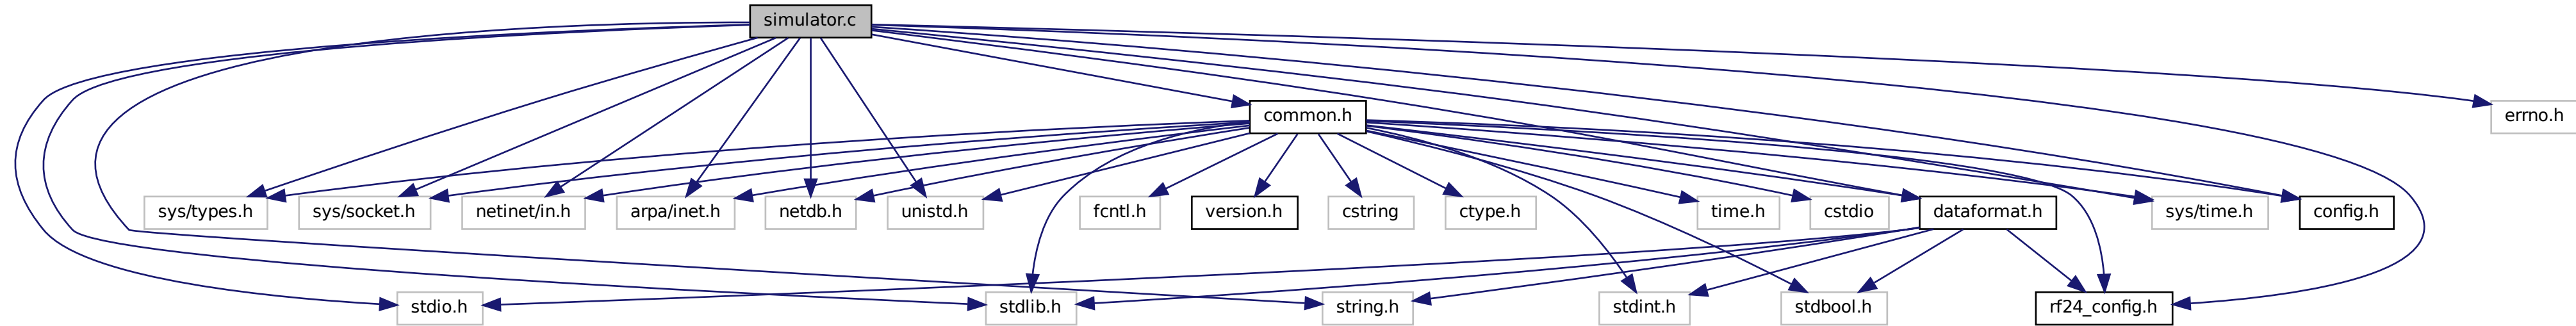 simulator.c
common.h
errno.h
sys/types.h
sys/socket.h
netinet/in.h
arpa/inet.h
netdb.h
unistd.h
fcntl.h
version.h
cstring
ctype.h
time.h
cstdio
dataformat.h
sys/time.h
config.h
stdio.h
stdlib.h
string.h
stdint.h
stdbool.h
rf24_config.h